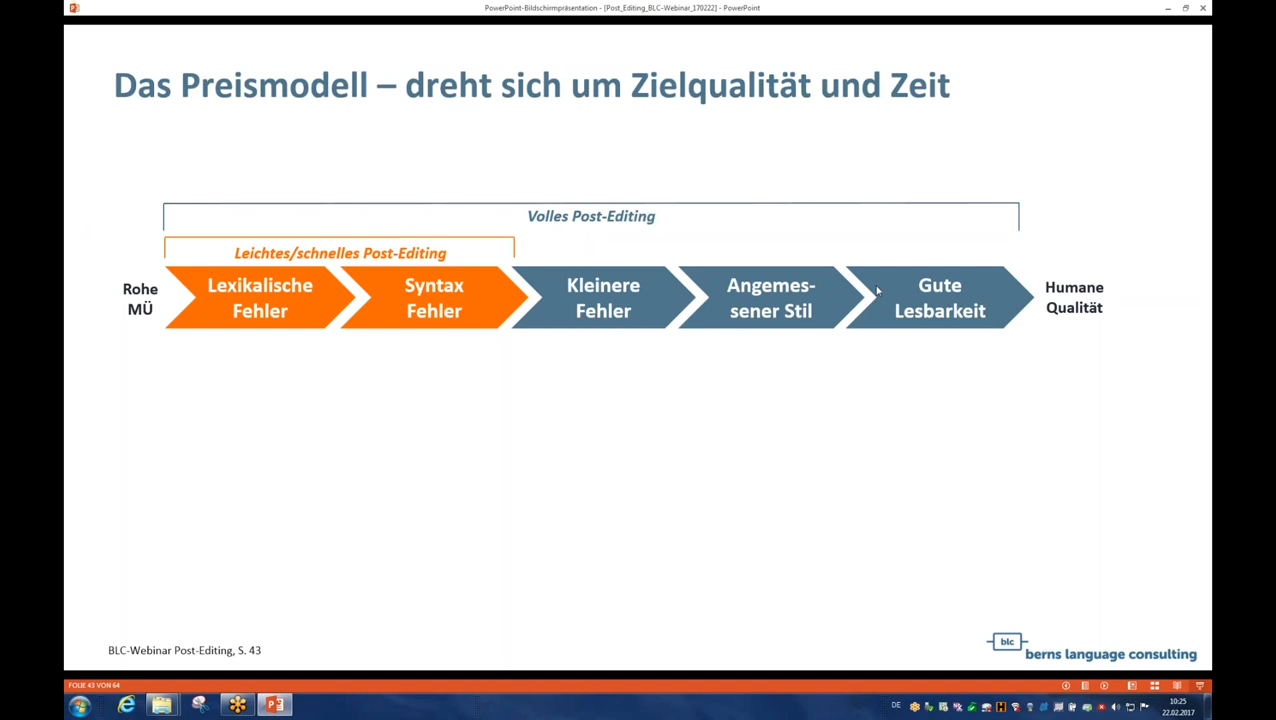 PowerPoint-Bildschirmpräsentation - [Post_Editing_BLC-Webinar_170222] - PowerPoint
Das Preismodell – dreht sich um Zielqualität und Zeit
Volles Post-Editing
Leichtes/schnelles Post-Editing
Rohe
MÜ
Lexikalische
Fehler
Syntax
Fehler
Kleinere
Fehler
Angemes-
sener Stil
Gute
Lesbarkeit
Humane
Qualität
BLC-Webinar Post-Editing, S. 43
blc
berns language consulting
FOLIE 43 VON 64
DE
10:25
22.02.2017